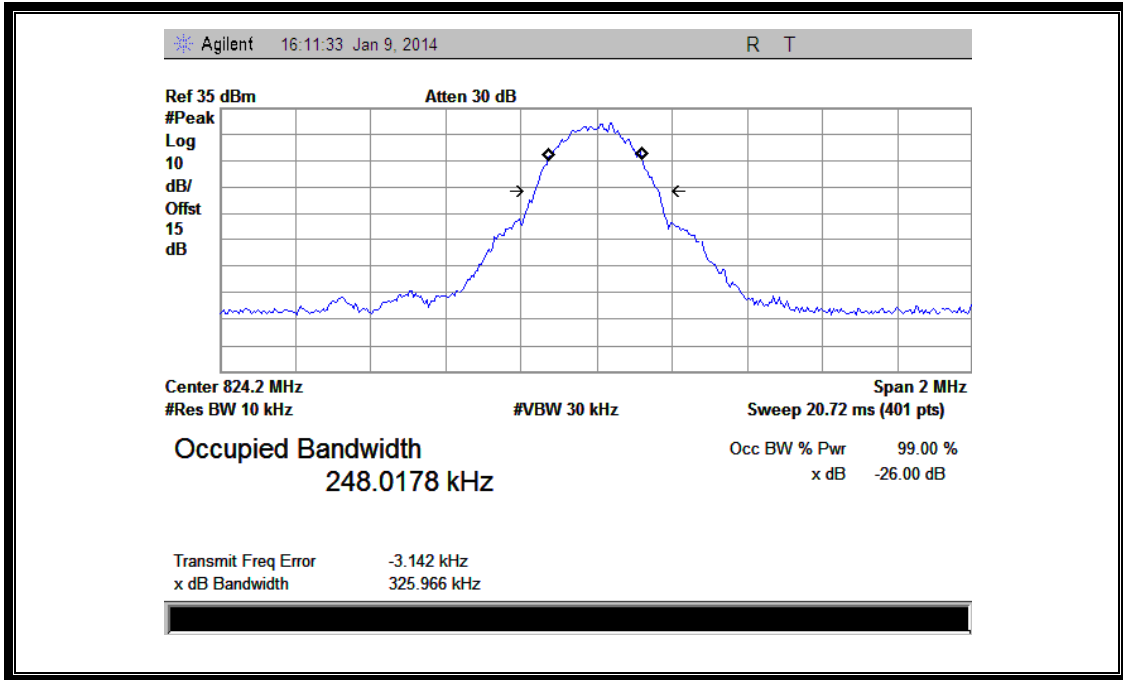 Agilent 16:11:33 Jan 9, 2014 R T
Ref 35 dBm Atten 30 dB
#Peak
Log
10
dB/
Offst
15
dB
Center 824.2 MHz Span 2 MHz
#Res BW 10 kHz #VBW 30 kHz Sweep 20.72 ms (401 pts)
Occupied Bandwidth Occ BW % Pwr 99.00 %
248.0178 kHz x dB -26.00 dB
Transmit Freq Error -3.142 kHz
x dB Bandwidth 325.966 kHz